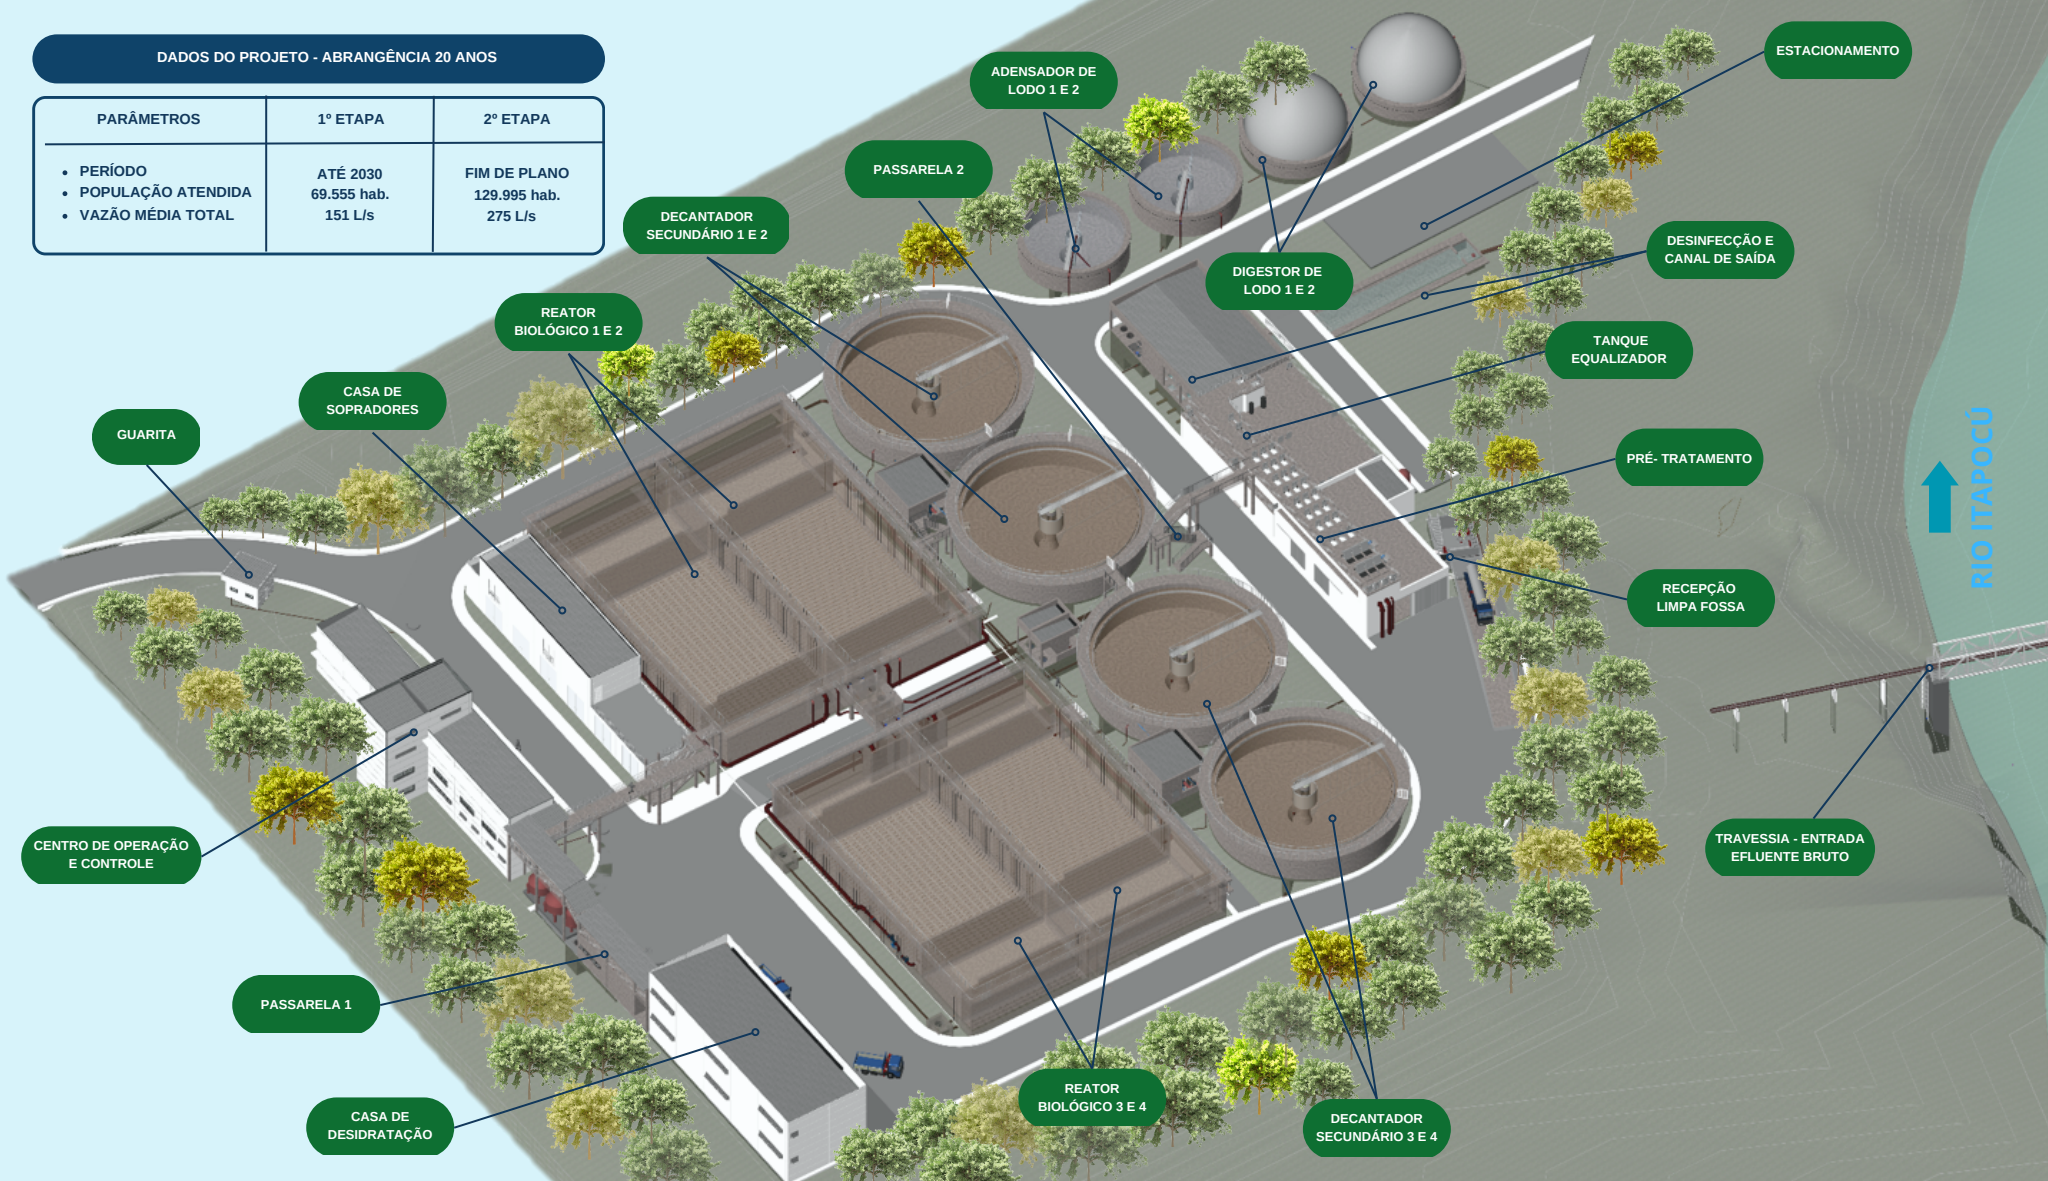 DADOS DO PROJETO - ABRANGÊNCIA 20 ANOS
PARÂMETROS
1º ETAPA
2º ETAPA
• PERÍODO
• POPULAÇÃO ATENDIDA
• VAZÃO MÉDIA TOTAL
ATÉ 2030
69.555 hab.
151 L/s
FIM DE PLANO
129.995 hab.
275 L/s
ESTACIONAMENTO
ADENSADOR DE
LODO 1 E 2
PASSARELA 2
DECANTADOR
SECUNDÁRIO 1 E 2
DESINFECÇÃO E
CANAL DE SAÍDA
DIGESTOR DE
LODO 1 E 2
REATOR
BIOLÓGICO 1 E 2
TANQUE
EQUALIZADOR
CASA DE
SOPRADORES
GUARITA
PRÉ- TRATAMENTO
RIO ITAPOCÚ
RECEPÇÃO
LIMPA FOSSA
TRAVESSIA - ENTRADA
EFLUENTE BRUTO
CENTRO DE OPERAÇÃO
E CONTROLE
PASSARELA 1
REATOR
BIOLÓGICO 3 E 4
CASA DE
DESIDRATAÇÃO
DECANTADOR
SECUNDÁRIO 3 E 4